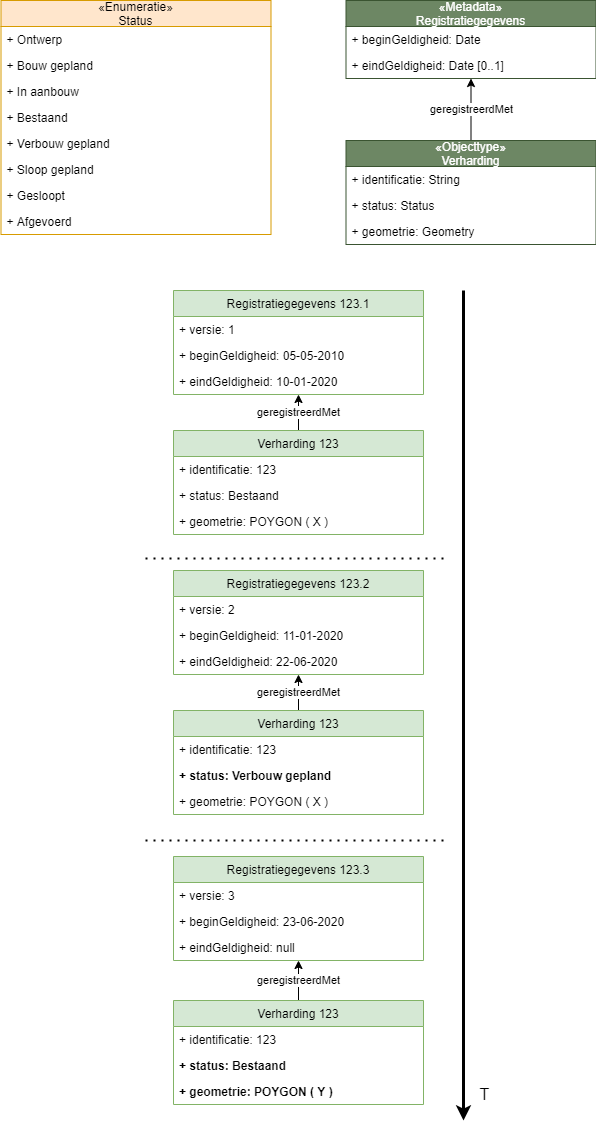 «Enumeratie»
Status
+ Ontwerp
+ Bouw gepland
+ In aanbouw
+ Bestaand
+ Verbouw gepland
+ Sloop gepland
+ Gesloopt
+ Afgevoerd
«Metadata»
Registratiegegevens
+ beginGeldigheid: Date
+ eindGeldigheid: Date [0..1]
geregistreerdMet
«Objecttype»
Verharding
+ identificatie: String
+ status: Status
+ geometrie: Geometry
Registratiegegevens 123.1
+ versie: 1
+ beginGeldigheid: 05-05-2010
+ eindGeldigheid: 10-01-2020
geregistreerdMet
Verharding 123
+ identificatie: 123
+ status: Bestaand
+ geometrie: POYGON ( X )
Registratiegegevens 123.2
+ versie: 2
+ beginGeldigheid: 11-01-2020
+ eindGeldigheid: 22-06-2020
geregistreerdMet
Verharding 123
+ identificatie: 123
+ status: Verbouw gepland
+ geometrie: POYGON ( X )
Registratiegegevens 123.3
+ versie: 3
+ beginGeldigheid: 23-06-2020
+ eindGeldigheid: null
geregistreerdMet
Verharding 123
+ identificatie: 123
+ status: Bestaand
+ geometrie: POYGON ( Y )
T